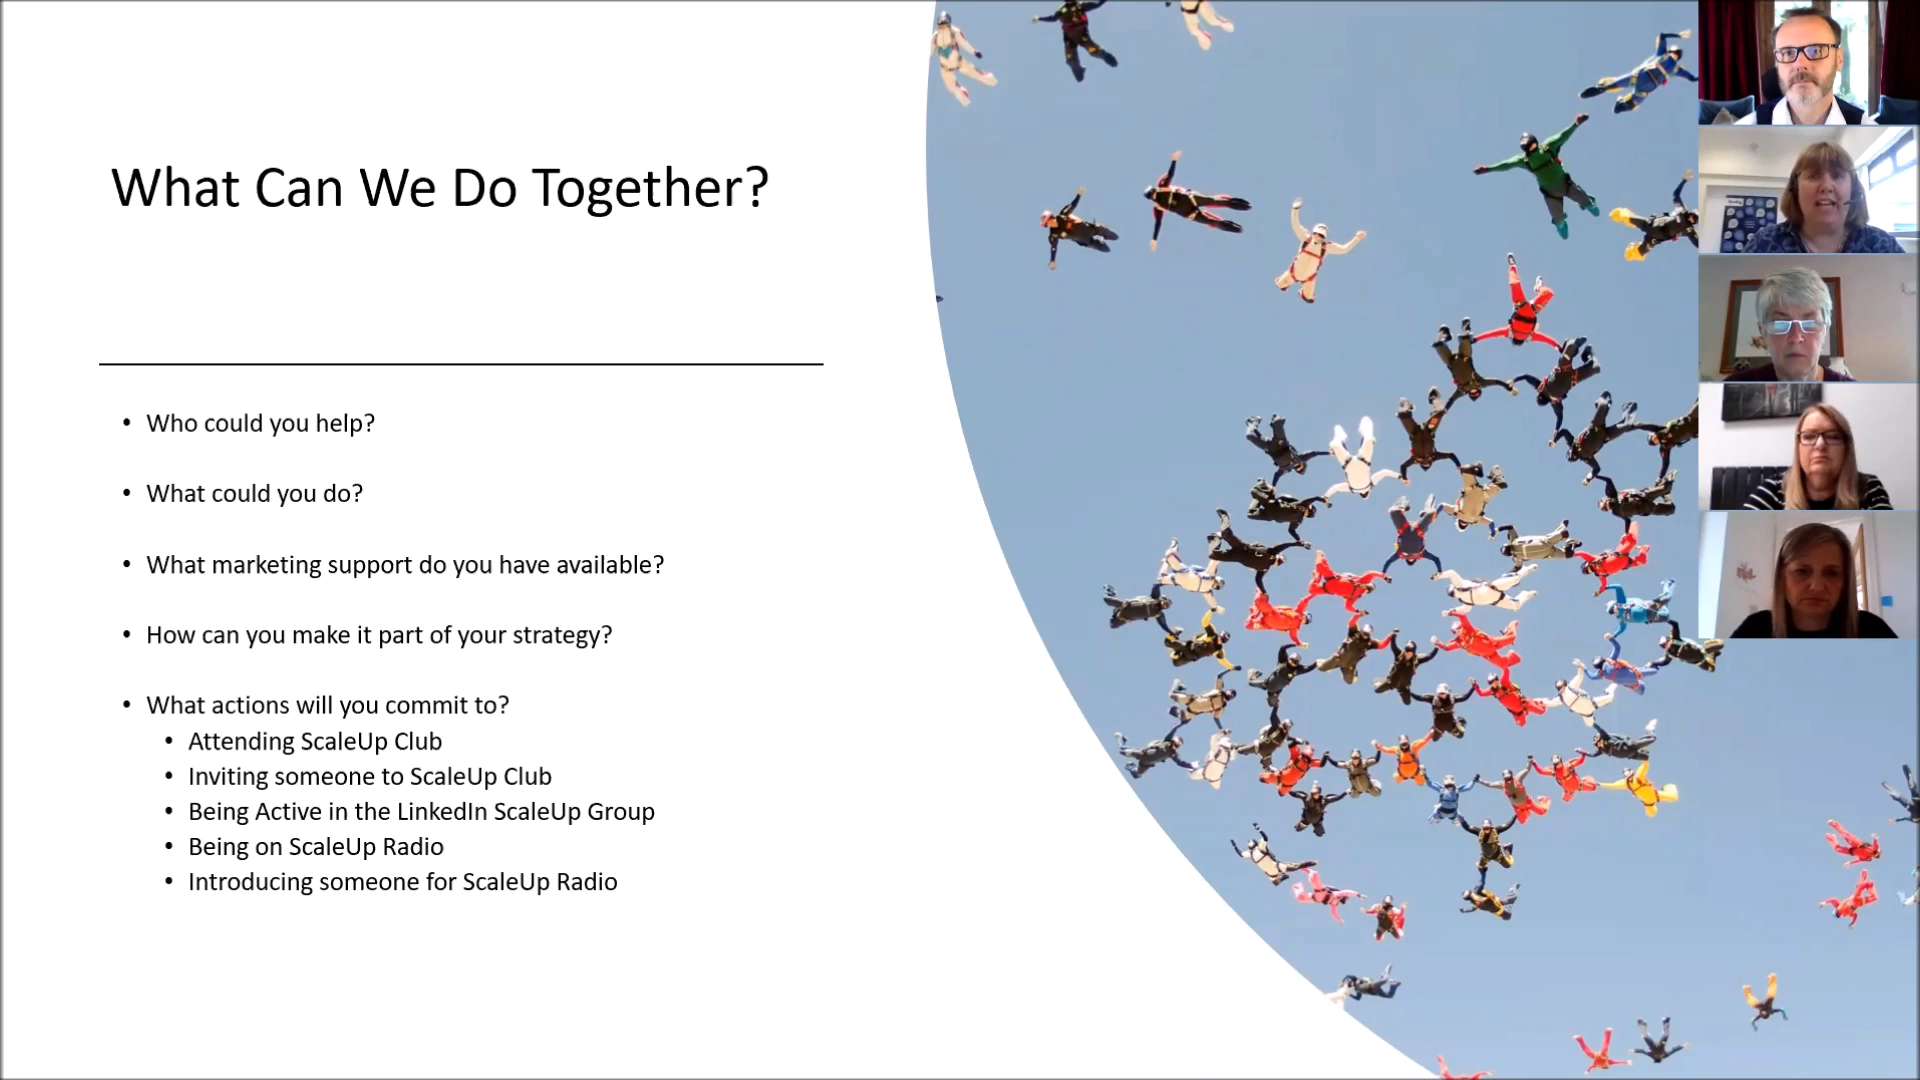 What Can We Do Together?
• Who could you help?
• What could you do?
• What marketing support do you have available?
• How can you make it part of your strategy?
• What actions will you commit to?
• Attending ScaleUp Club
• Inviting someone to ScaleUp Club
• Being Active in the LinkedIn ScaleUp Group
• Being on ScaleUp Radio
• Introducing someone for ScaleUp Radio